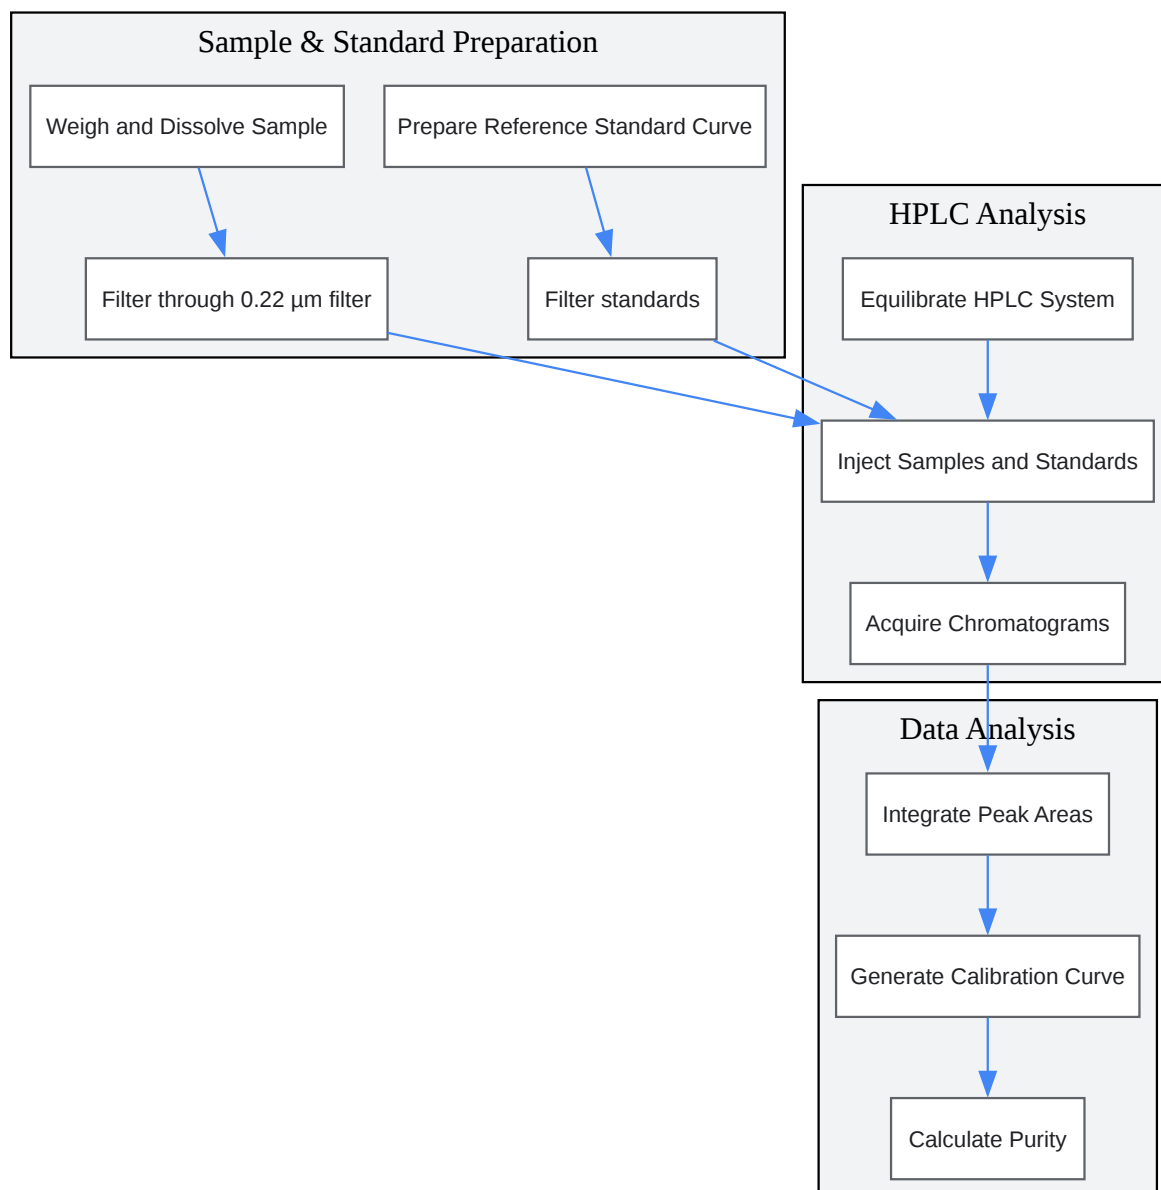 Sample & Standard Preparation
Weigh and Dissolve Sample
Prepare Reference Standard Curve
Filter through 0.22 µm filter
Filter standards
HPLC Analysis
Equilibrate HPLC System
Inject Samples and Standards
Acquire Chromatograms
Data Analysis
Integrate Peak Areas
Generate Calibration Curve
Calculate Purity